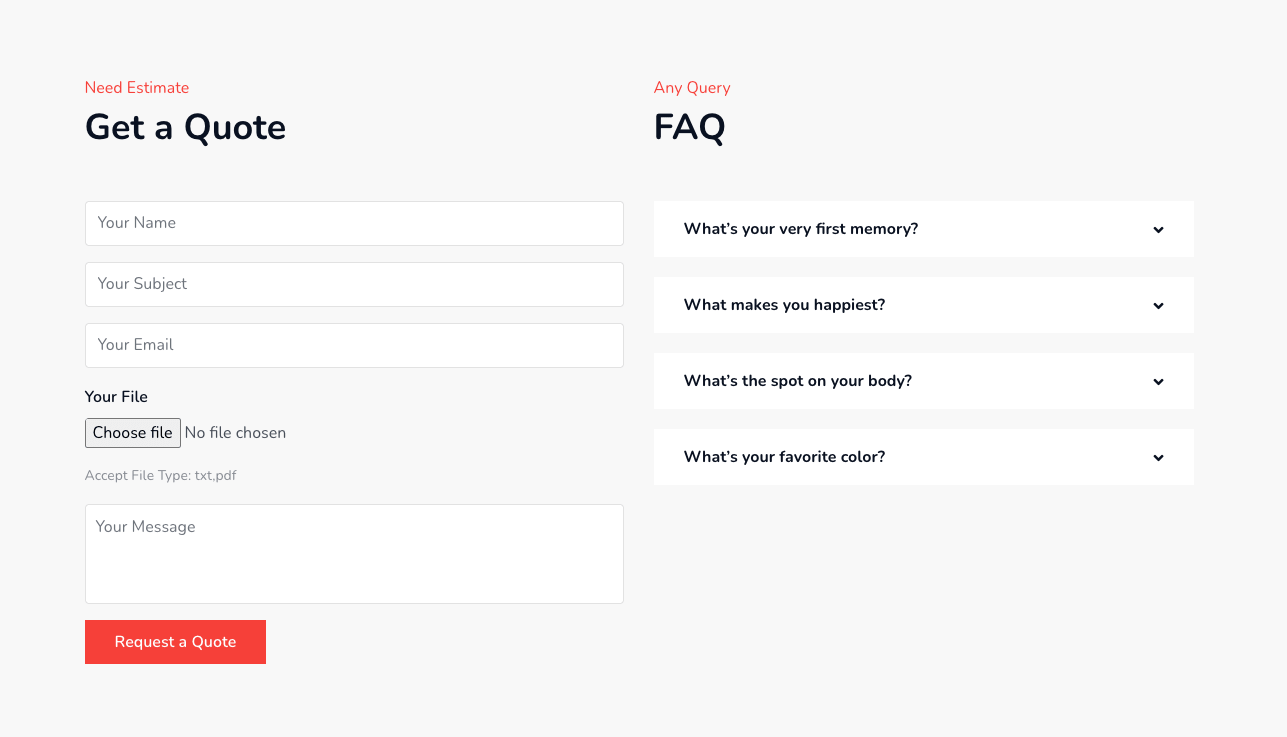 Need Estimate
Get a Quote
Your Name
Your Subject
Your Email
Your File
Choose file No file chosen
Accept File Type: txt,pdf
Your Message
Request a Quote
Any Query
FAQ
What’s your very first memory?
What makes you happiest?
What’s the spot on your body?
What’s your favorite color?